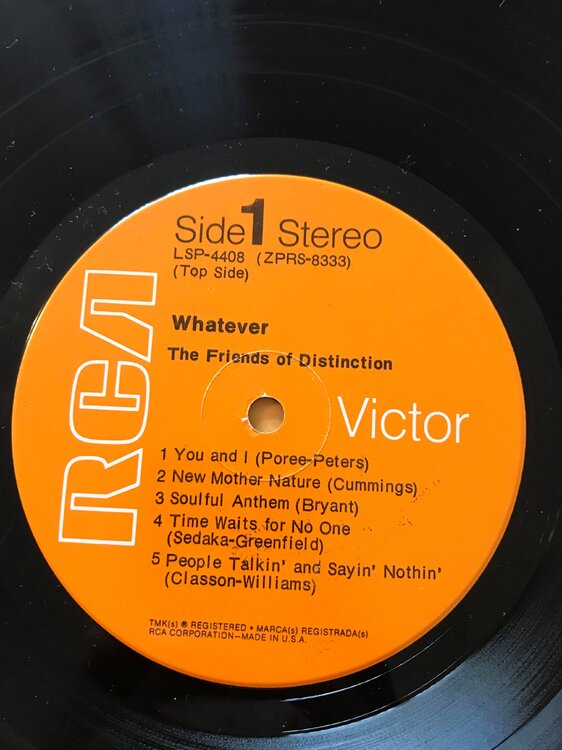 Side 1 Stereo
LSP-4408 (ZPRS-8333)
(Top Side)
Whatever
The Friends of Distinction
RCA
Victor
1 You and I (Poree-Peters)
2 New Mother Nature (Cummings)
3 Soulful Anthem (Bryant)
4 Time Waits for No One
(Sedaka-Greenfield)
5 People Talkin' and Sayin' Nothin'
(Classon-Williams)
TMK(s) ® REGISTERED • MARCA(s) REGISTRADA(s)
RCA CORPORATION—MADE IN U.S.A.